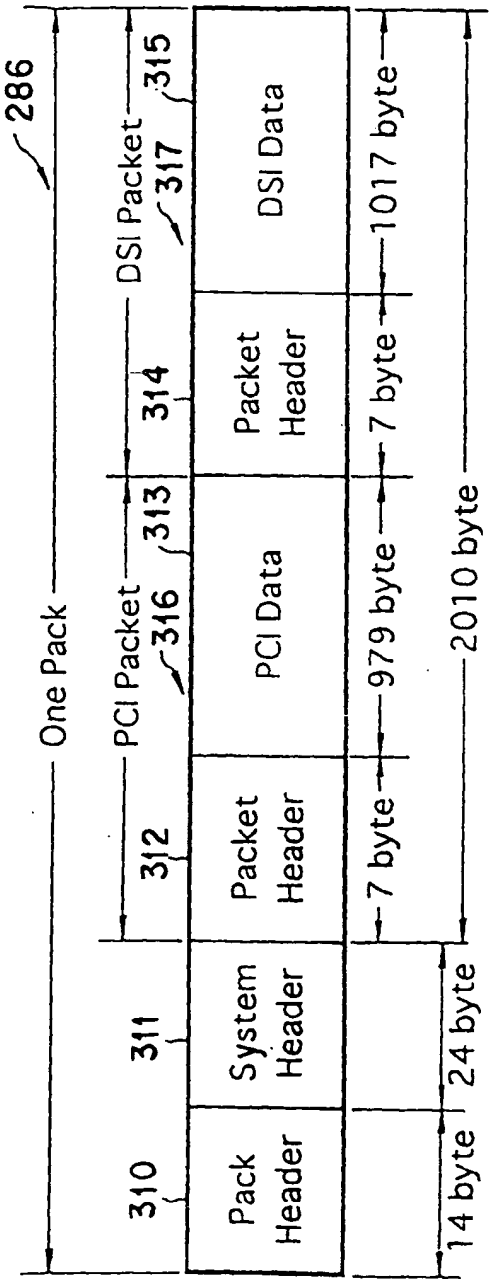 286
One Pack
PCI Packet
DSI Packet
310
311
312
316
313
314
317
315
Pack
Header
System
Header
Packet
Header
PCI Data
Packet
Header
DSI Data
7 byte
979 byte
7 byte
1017 byte
14 byte
24 byte
2010 byte